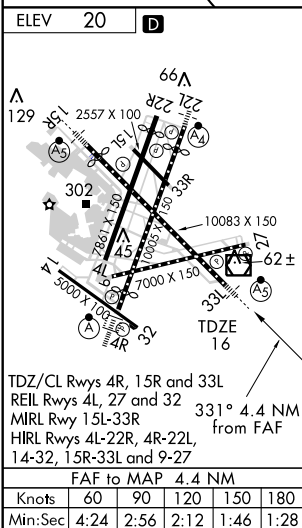 ELEV 20 D
66
129
15R
2557 X 100
22R
22L
A5
15L
A4
P
302
33R
7861 X 150
10005 X 150
10083 X 150
45
4L
9
27
62 ±
7000 X 150
14
5000 X 100
33L
A5
A
4R
32
TDZE
16
TDZ/CL Rwys 4R, 15R and 33L
REIL Rwys 4L, 27 and 32
MIRL Rwy 15L-33R
HIRL Rwys 4L-22R, 4R-22L,
14-32, 15R-33L and 9-27
331° 4.4 NM
from FAF
FAF to MAP 4.4 NM
Knots 60 90 120 150 180
Min:Sec 4:24 2:56 2:12 1:46 1:28